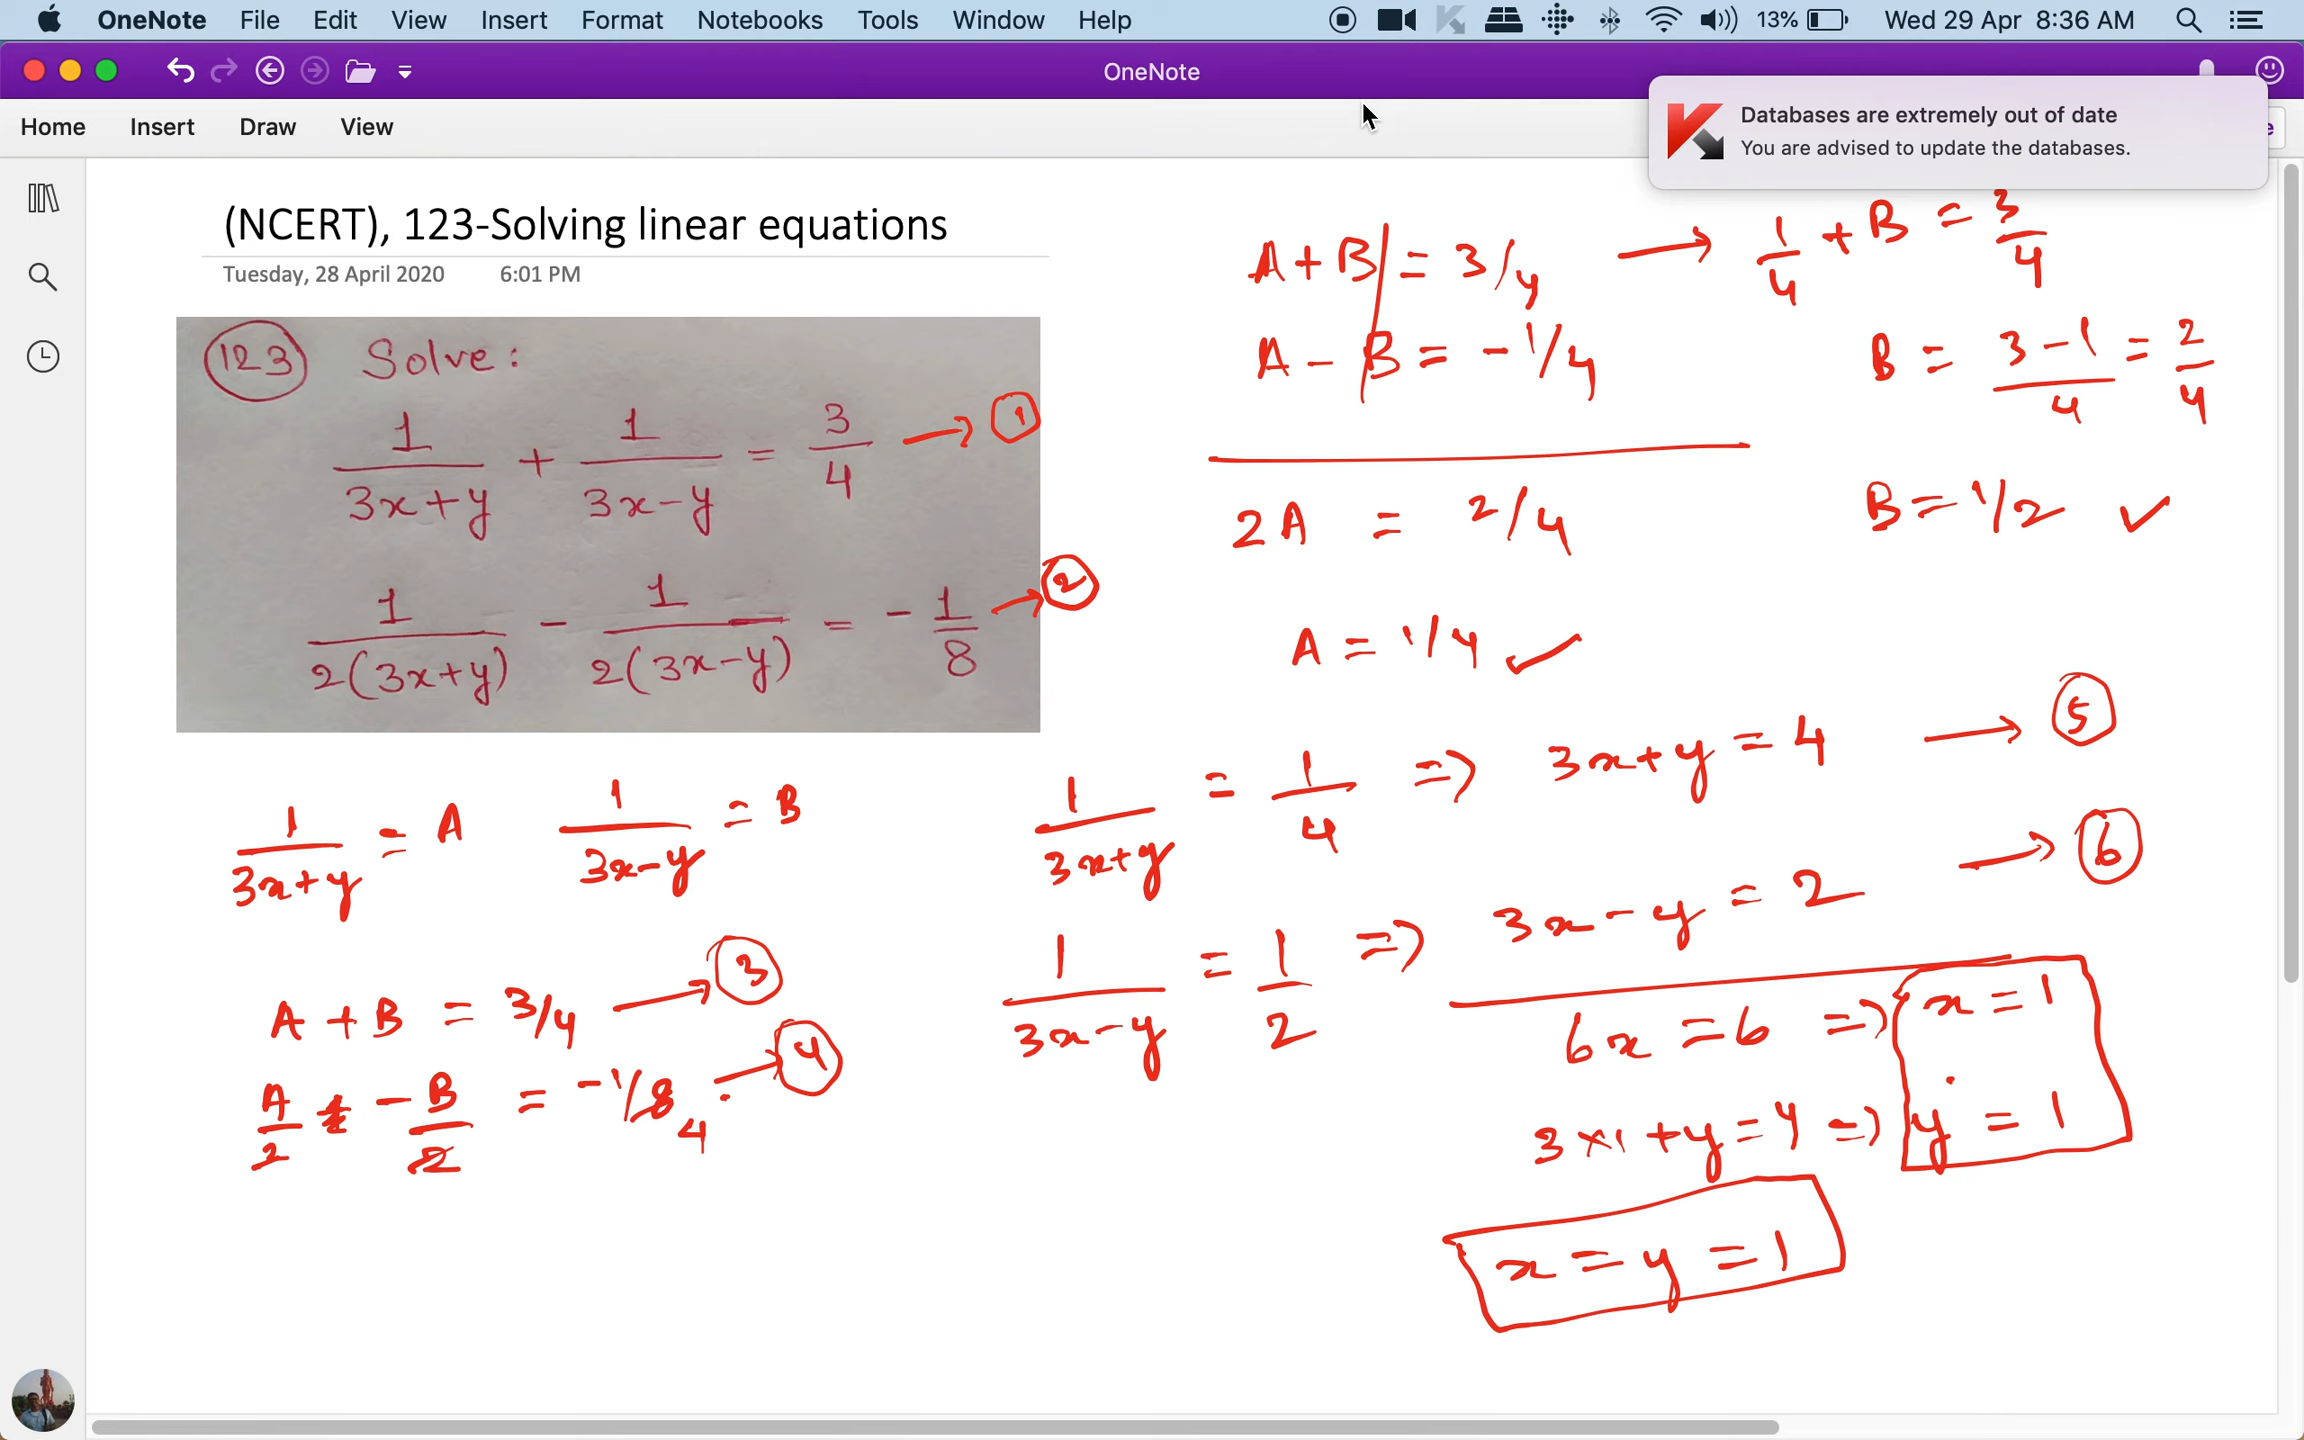 OneNote File Edit View Insert Format Notebooks Tools Window Help 13% Wed 29 Apr 8:36 AM
OneNote
Home Insert Draw View
Databases are extremely out of date
You are advised to update the databases.
(NCERT), 123-Solving linear equations
Tuesday, 28 April 2020 6:01 PM
123 Solve:
1/(3x+y) + 1/(3x-y) = 3/4 → 1
1/(2(3x+y)) - 1/(2(3x-y)) = -1/8 → 2
1/(3x+y) = A 1/(3x-y) = B
A + B = 3/4 → 3
A/2 - B/2 = -1/8 4 → 4
A + B = 3/4 → 1/4 + B = 3/4
A - B = -1/4
B = (3-1)/4 = 2/4
2A = 2/4
B = 1/2 ✓
A = 1/4 ✓
1/(3x+y) = 1/4 => 3x+y = 4 → 5
1/(3x-y) = 1/2 => 3x-y = 2 → 6
6x = 6 => x = 1
3×1 + y = 4 => y = 1
x = y = 1